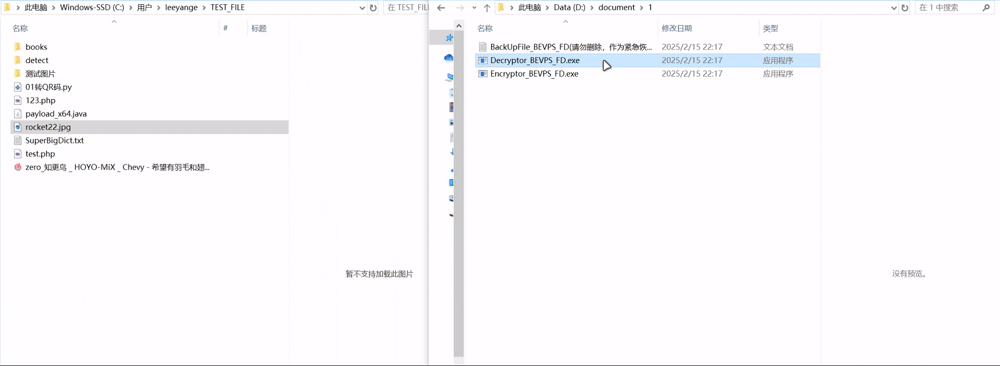 此电脑 > Windows-SSD (C:) > 用户 > leeyange > TEST_FILE
在 TEST_FIL
名称 # 标题
books
detect
测试图片
01转QR码.py
123.php
payload_x64.java
rocket22.jpg
SuperBigDict.txt
test.php
zero_知更鸟 _ HOYO-MiX _ Chevy - 希望有羽毛和翅...
暂不支持加载此图片
此电脑 > Data (D:) > document > 1
在 1 中搜索
名称 修改日期 类型
BackUpFile_BEVPS_FD(请勿删除，作为紧急恢... 2025/2/15 22:17 文本文档
Decryptor_BEVPS_FD.exe 2025/2/15 22:17 应用程序
Encryptor_BEVPS_FD.exe 2025/2/15 22:17 应用程序
没有预览。